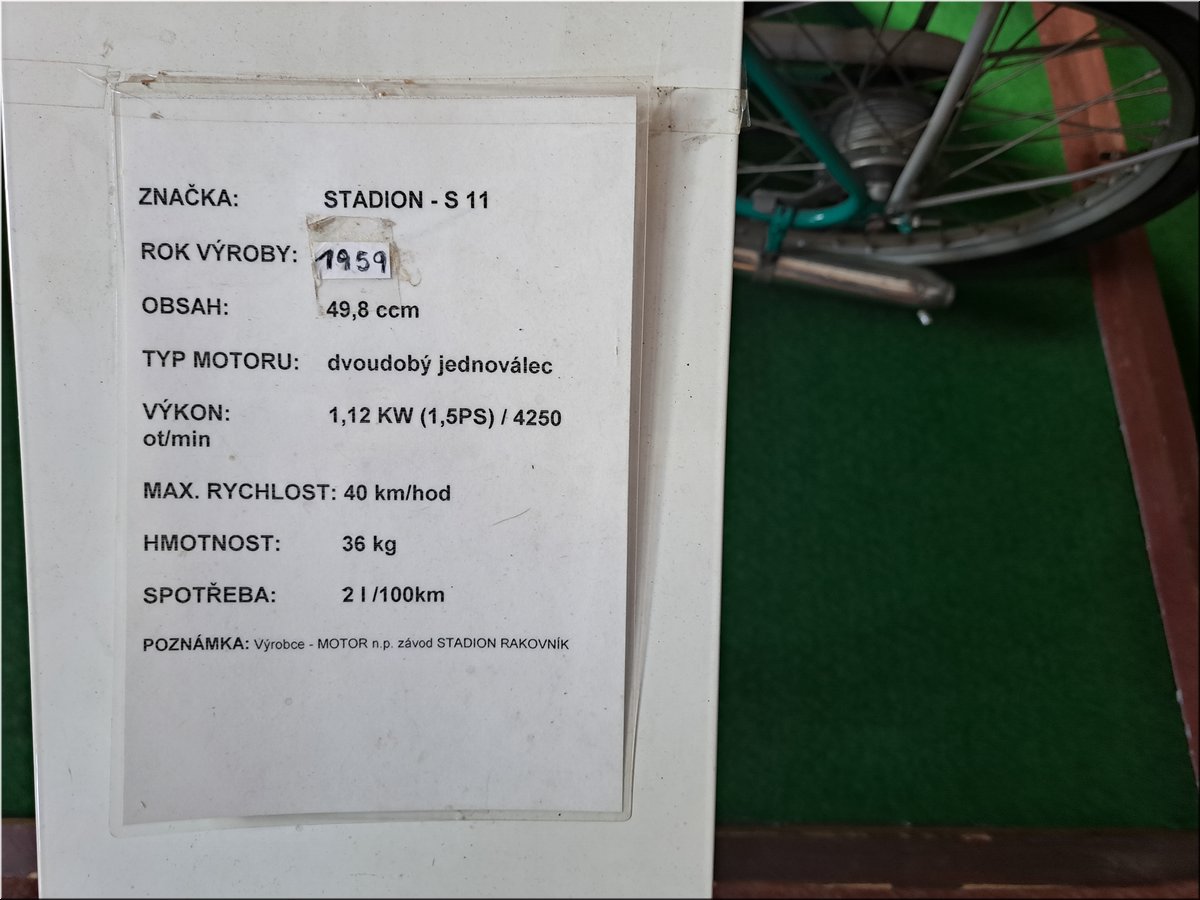 ZNAČKA: STADION - S 11
ROK VÝROBY: 1959
OBSAH: 49,8 ccm
TYP MOTORU: dvoudobý jednoválec
VÝKON: 1,12 KW (1,5PS) / 4250
ot/min
MAX. RYCHLOST: 40 km/hod
HMOTNOST: 36 kg
SPOTŘEBA: 2 l /100km
POZNÁMKA: Výrobce - MOTOR n.p. závod STADION RAKOVNÍK